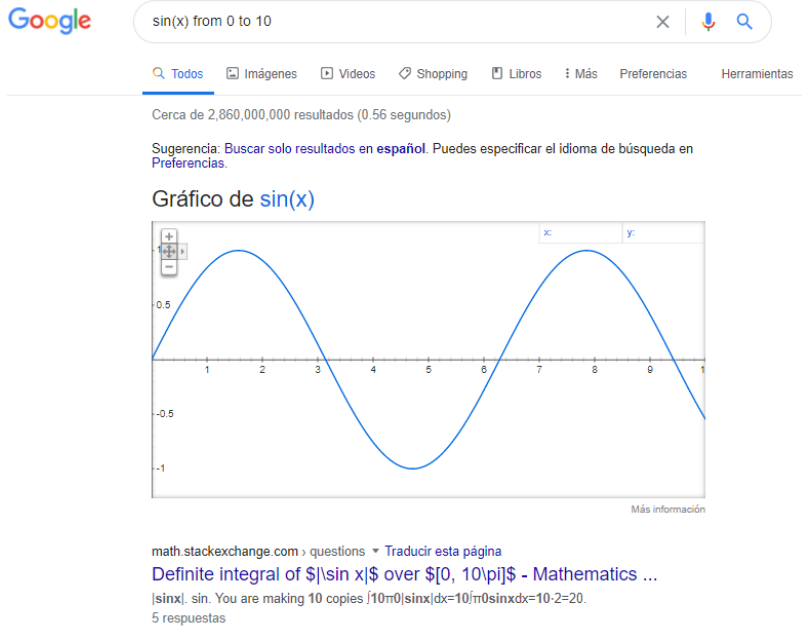 Google
sin(x) from 0 to 10
Todos Imágenes Videos Shopping Libros Más Preferencias Herramientas
Cerca de 2,860,000,000 resultados (0.56 segundos)
Sugerencia: Buscar solo resultados en español. Puedes especificar el idioma de búsqueda en
Preferencias.
Gráfico de sin(x)
x: y:
1
0.5
1 2 3 4 5 6 7 8 9 1
-0.5
-1
Más información
math.stackexchange.com › questions ▾ Traducir esta página
Definite integral of $|\sin x|$ over $[0, 10\pi]$ - Mathematics ...
|sinx|. sin. You are making 10 copies ∫10π0|sinx|dx=10∫π0sinxdx=10⋅2=20.
5 respuestas